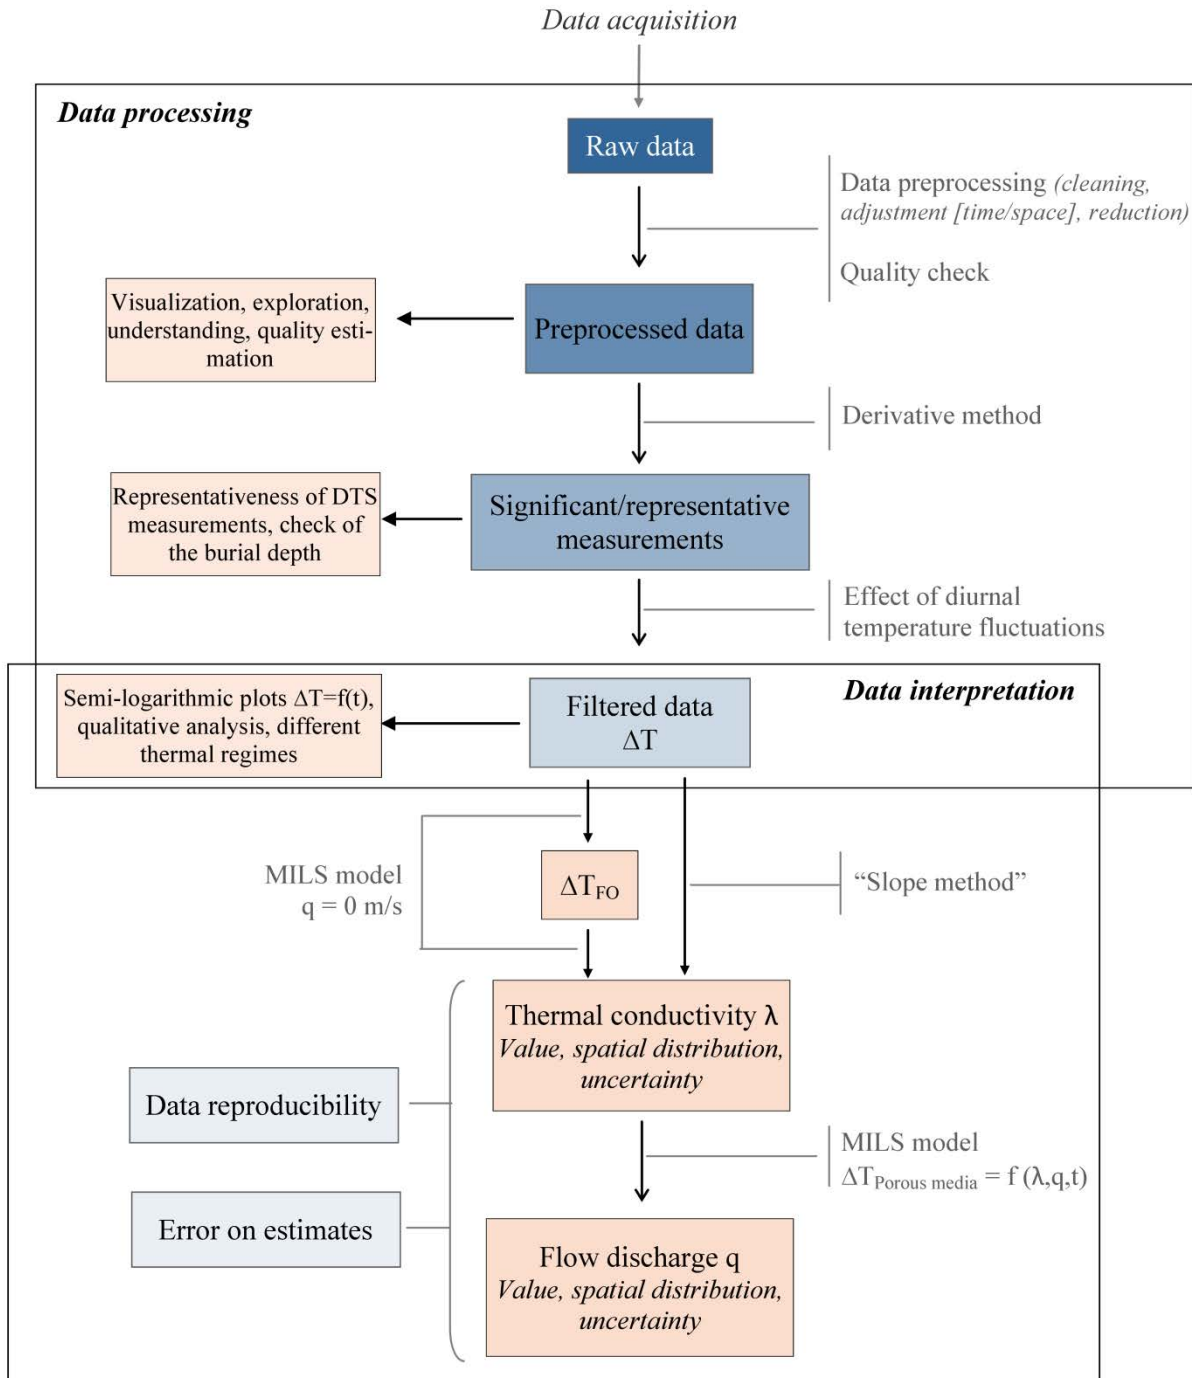 Data acquisition
Data processing
Raw data
Data preprocessing (cleaning,
adjustment [time/space], reduction)
Quality check
Visualization, exploration,
understanding, quality esti-
mation
Preprocessed data
Derivative method
Representativeness of DTS
measurements, check of
the burial depth
Significant/representative
measurements
Effect of diurnal
temperature fluctuations
Data interpretation
Semi-logarithmic plots ΔT=f(t),
qualitative analysis, different
thermal regimes
Filtered data
ΔT
MILS model
q = 0 m/s
ΔT_FO
“Slope method”
Thermal conductivity λ
Value, spatial distribution,
uncertainty
Data reproducibility
MILS model
ΔT_Porous media = f (λ,q,t)
Error on estimates
Flow discharge q
Value, spatial distribution,
uncertainty